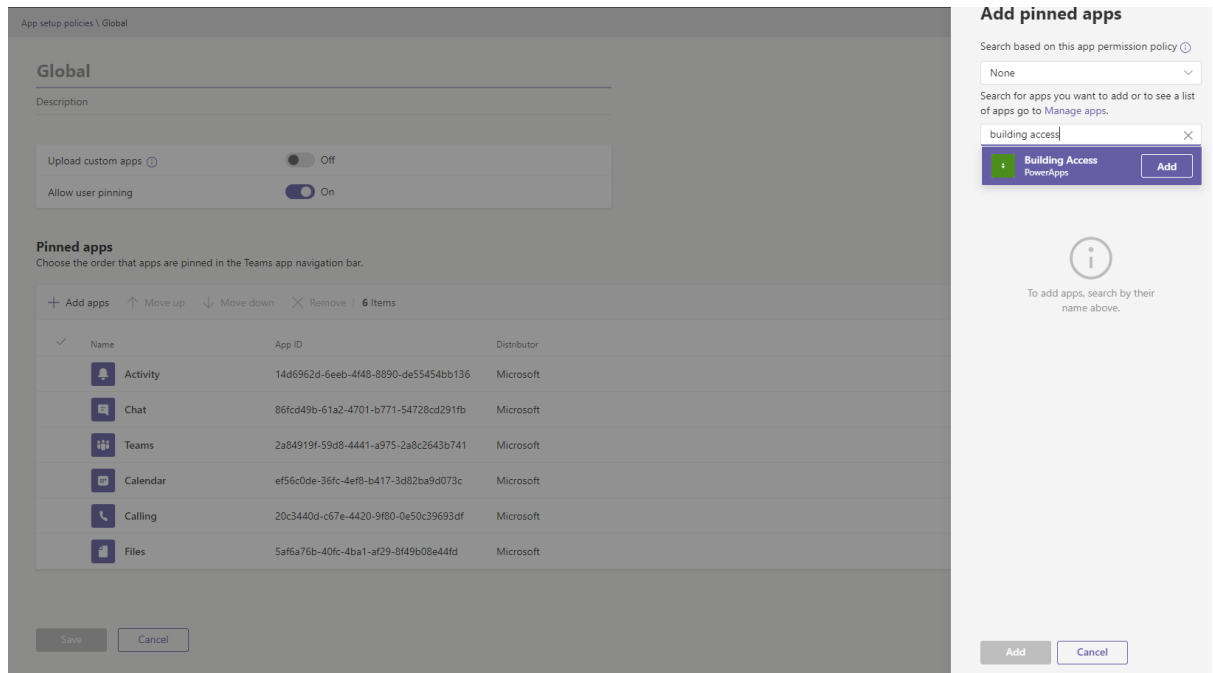 App setup policies \ Global
Global
Description
Upload custom apps
Off
Allow user pinning
On
Pinned apps
Choose the order that apps are pinned in the Teams app navigation bar.
Add apps Move up Move down Remove | 6 Items
Name App ID Distributor
Activity 14d6962d-6eeb-4f48-8890-de55454bb136 Microsoft
Chat 86fcd49b-61a2-4701-b771-54728cd291fb Microsoft
Teams 2a84919f-59d8-4441-a975-2a8c2643b741 Microsoft
Calendar ef56c0de-36fc-4ef8-b417-3d82ba9d073c Microsoft
Calling 20c3440d-c67e-4420-9f80-0e50c39693df Microsoft
Files 5af6a76b-40fc-4ba1-af29-8f49b08e44fd Microsoft
Save Cancel
Add pinned apps
Search based on this app permission policy
None
Search for apps you want to add or to see a list
of apps go to Manage apps.
building access
Building Access
PowerApps
Add
To add apps, search by their
name above.
Add Cancel